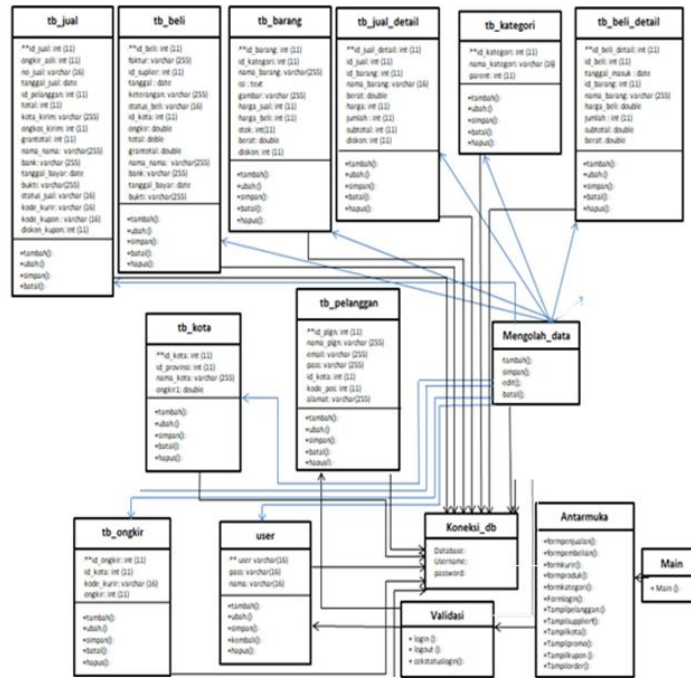 tb_jual
**id_jual: int (11)
ongkir_asli: int (11)
no_jual: varchar (16)
tanggal_jual: date
id_pelanggan: int (11)
total: int (11)
kota_kirim: varchar (255)
ongkos_kirim: int (11)
grantotal: int (11)
nama_nama: varchar(255)
bank: varchar (255)
tanggal_bayar: date
bukti: varchar(255)
status_jual: varchar (16)
kode_kurir: varchar (16)
kode_kupon: varchar (16)
diskon_kupon: int (11)
+tambah();
+ubah()
+simpan();
+batal();
tb_beli
**id_beli: int (11)
faktur: varchar (255)
id_suplier: int (11)
tanggal : date
keterangan: varchar (255)
status_beli: varchar (16)
id_kota: int (11)
ongkir: double
total: doble
grantotal: double
nama_nama: varchar (255)
bank: varchar (255)
tanggal_bayar: date
bukti: varchar(255)
+tambah();
+ubah()
+simpan();
+batal();
+hapus();
tb_barang
**id_barang: int (11)
id_kategori: int (11)
nama_barang: varchar(255)
isi : text
gambar: varchar (255)
harga_jual: int (11)
harga_beli: int (11)
stok: int(11)
berat: double
diskon: int (11)
+tambah();
+ubah()
+simpan();
+batal();
+hapus();
tb_jual_detail
**id_jual_detail: int (11)
id_jual: int (11)
id_barang: int (11)
nama_barang: varchar (16)
berat: double
harga: int (11)
jumlah : int (11)
subtotal: int (11)
diskon: int (11)
+tambah();
+ubah()
+simpan();
+batal();
+hapus();
tb_kategori
**id_kategori: int (11)
nama_kategori: varchar (16)
parent: int (11)
+tambah();
+ubah()
+simpan();
+batal();
+hapus();
tb_beli_detail
**id_beli_detail: int (11)
id_beli: int (11)
tanggal_masuk : date
id_barang: int (11)
nama_barang: varchar (255)
harga_beli: double
jumlah : int (11)
subtotal: double
berat: double
+tambah();
+ubah()
+simpan();
+batal();
+hapus();
tb_kota
**id_kota: int (11)
id_provinsi: int (11)
nama_kota: varchar (255)
ongkir1: double
+tambah();
+ubah()
+simpan();
+batal();
+hapus();
tb_pelanggan
**id_plgn: int (11)
nama_plgn: varchar (255)
email: varchar (255)
pass: varchar (255)
id_kota: int (11)
kode_pos: int (11)
alamat: varchar(255)
+tambah();
+ubah()
+simpan();
+batal();
+hapus();
Mengolah_data
tambah();
simpan();
edit();
batal();
tb_ongkir
**id_ongkir: int (11)
id_kota: int (11)
kode_kurir: varchar (16)
ongkir: int (11)
+tambah();
+ubah()
+simpan();
+batal();
+hapus();
user
** user varchar(16)
pass: varchar(16)
nama: varchar(16)
+tambah();
+ubah()
+simpan();
+kembali();
+hapus();
Koneksi_db
Database:
Username:
password:
Validasi
+ login ()
+ logout ()
+ cekstatuslogin();
Antarmuka
+formpenjualan()
+formpembelian()
+formkurir()
+formproduk()
+formkategori()
+Formlogin()
+Tampilpelanggan()
+Tampilsupplier()
+Tampilkota()
+Tampilpromo()
+Tampilkupon ()
+Tampilorder()
Main
+ Main ()